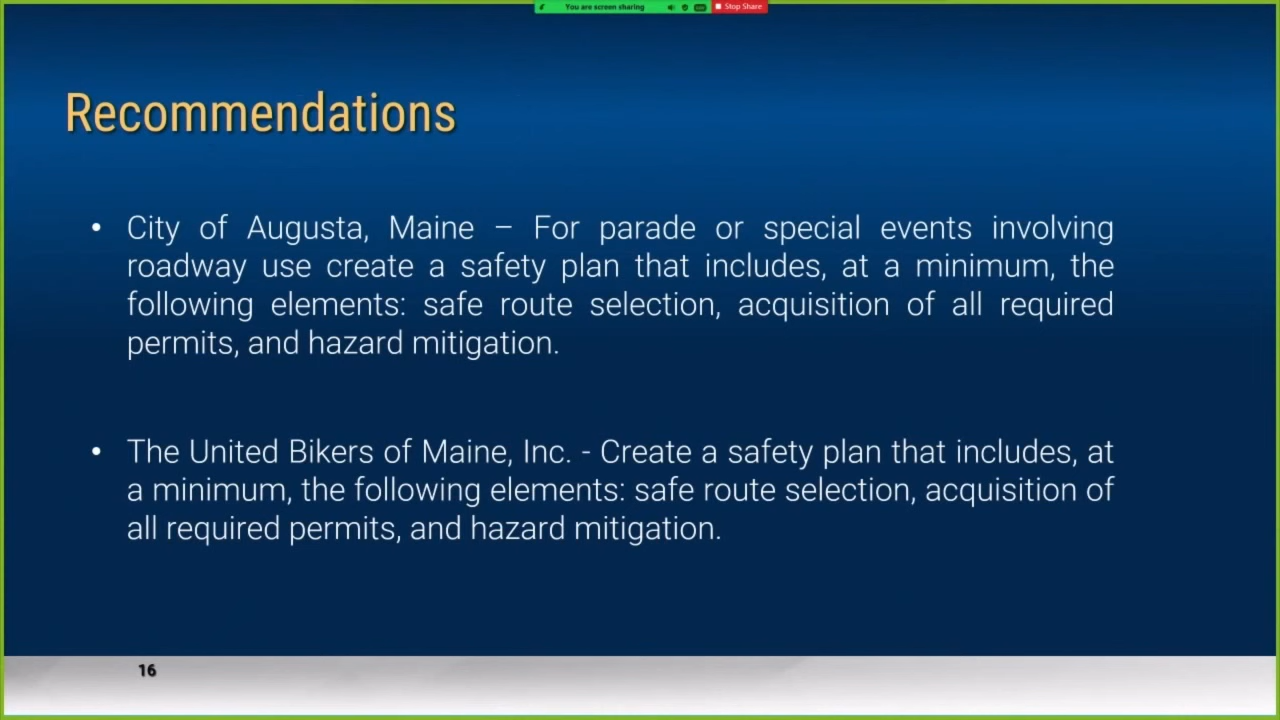 You are screen sharing
Stop Share
Recommendations
• City of Augusta, Maine – For parade or special events involving
roadway use create a safety plan that includes, at a minimum, the
following elements: safe route selection, acquisition of all required
permits, and hazard mitigation.
• The United Bikers of Maine, Inc. - Create a safety plan that includes, at
a minimum, the following elements: safe route selection, acquisition of
all required permits, and hazard mitigation.
16